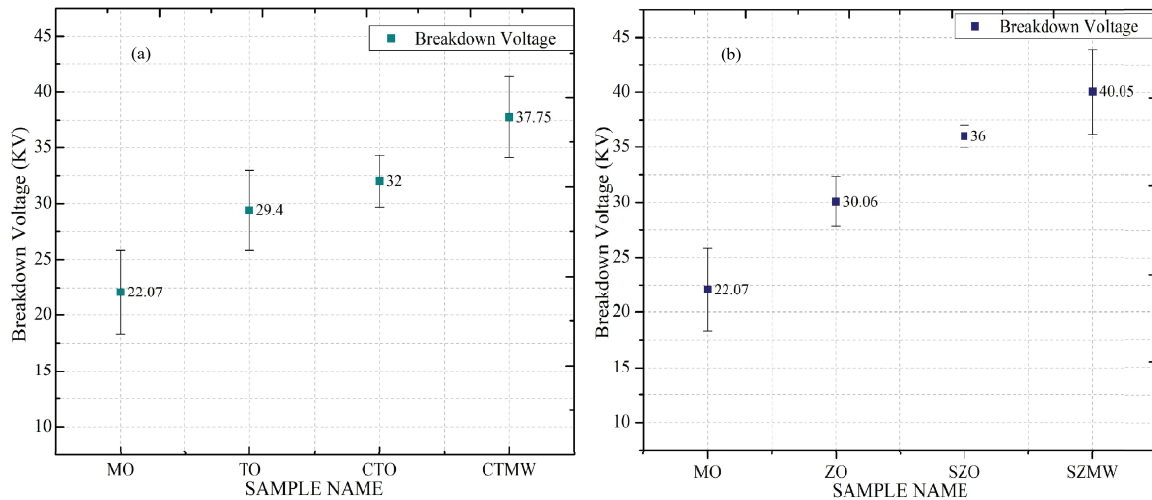 Breakdown Voltage
(a)
45
40
35
30
25
20
15
10
Breakdown Voltage (KV)
22.07
29.4
32
37.75
MO TO CTO CTMW
SAMPLE NAME
Breakdown Voltage
(b)
45
40
35
30
25
20
15
10
Breakdown Voltage (KV)
22.07
30.06
36
40.05
MO ZO SZO SZMW
SAMPLE NAME